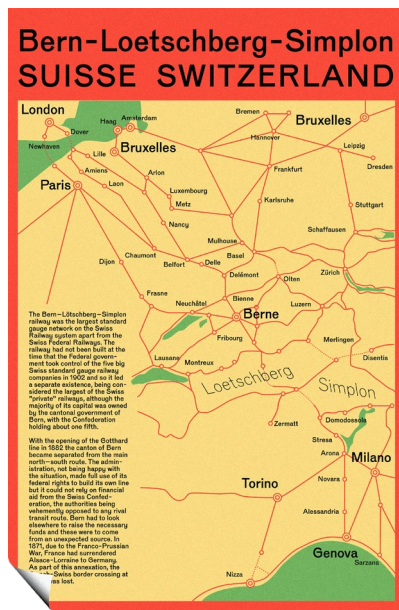 Bern-Loetschberg-Simplon
SUISSE SWITZERLAND
London
Dover
Newhaven
Haag
Amsterdam
Bruxelles
Bremen
Bruxelles
Hannover
Leipzig
Dresden
Lille
Amiens
Laon
Paris
Arlon
Luxembourg
Metz
Nancy
Frankfurt
Karlsruhe
Stuttgart
Schaffausen
Mulhouse
Basel
Chaumont
Dijon
Belfort
Delle
Delémont
Olten
Zürich
Frasne
Neuchâtel
Bienne
Berne
Luzern
Fribourg
Merlingen
Disentia
Lausane
Montreux
Loetschberg
Simplon
Zermatt
Domodossola
Stresa
Arona
Milano
Novara
Torino
Alessandria
Genova
Sarzana
Nizza
The Bern—Lötschberg—Simplon
railway was the largest standard
gauge network on the Swiss
Railway system apart from the
Swiss Federal Railways. The
railway had not been built at the
time that the Federal govern-
ment took control of the five big
Swiss standard gauge railway
companies in 1902 and so it led
a separate existence, being con-
sidered the largest of the Swiss
"private" railways, although the
majority of its capital was owned
by the cantonal government of
Born, with the Confederation
holding about one fifth.
With the opening of the Gotthard
line in 1882 the canton of Bern
became separated from the main
north—south route. The admin-
istration, not being happy with
the situation, made full use of its
federal rights to build its own line
but it could not rely on financial
aid from the Swiss Confed-
eration, the authorities being
vehemently opposed to any rival
transit route. Bern had to look
elsewhere to raise the necessary
funds and these were to come
from an unexpected source. In
1871, due to the Franco-Prussian
War, France had surrendered
Alsace-Lorraine to Germany.
As part of this annexation, the
-Swiss border crossing at
was lost.